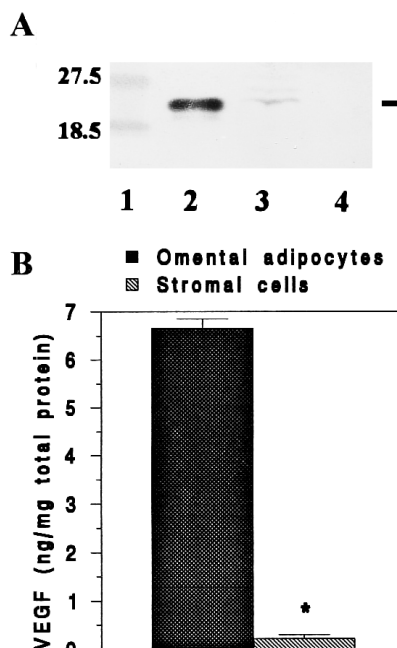 A
27.5
18.5
1 2 3 4
B
Omental adipocytes
Stromal cells
VEGF (ng/mg total protein)
7
6
5
4
3
2
1
0
*